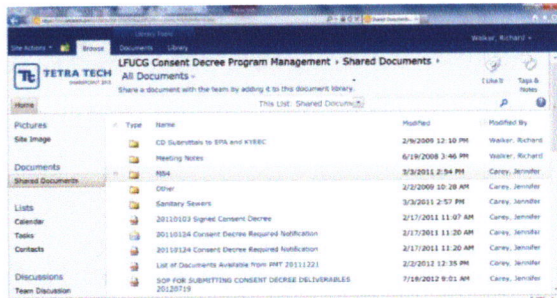 Library Tools
Site Actions
Browse
Documents
Library
Walker, Richard
Tt
TETRA TECH
SHAREPOINT 2010
LFUCG Consent Decree Program Management › Shared Documents ›
All Documents
Share a document with the team by adding it to this document library.
I Like It
Tags & Notes
Home
This List: Shared Docum
Pictures
Site Image
Documents
Shared Documents
Lists
Calendar
Tasks
Contacts
Discussions
Team Discussion
Type Name Modified Modified By
CD Submittals to EPA and KYEEC 2/9/2009 12:10 PM Walker, Richard
Meeting Notes 6/19/2008 3:46 PM Walker, Richard
MS4 3/3/2011 2:54 PM Carey, Jennifer
Other 2/2/2009 10:28 AM Carey, Jennifer
Sanitary Sewers 3/3/2011 2:57 PM Carey, Jennifer
20110103 Signed Consent Decree 2/17/2011 11:07 AM Carey, Jennifer
20110124 Consent Decree Required Notification 2/17/2011 11:20 AM Carey, Jennifer
20110124 Consent Decree Required Notification 2/17/2011 11:20 AM Carey, Jennifer
List of Documents Available from PMT 20111221 2/2/2012 12:35 PM Carey, Jennifer
SOP FOR SUBMITTING CONSENT DECREE DELIVERABLES 7/18/2012 9:01 AM Carey, Jennifer
20120719